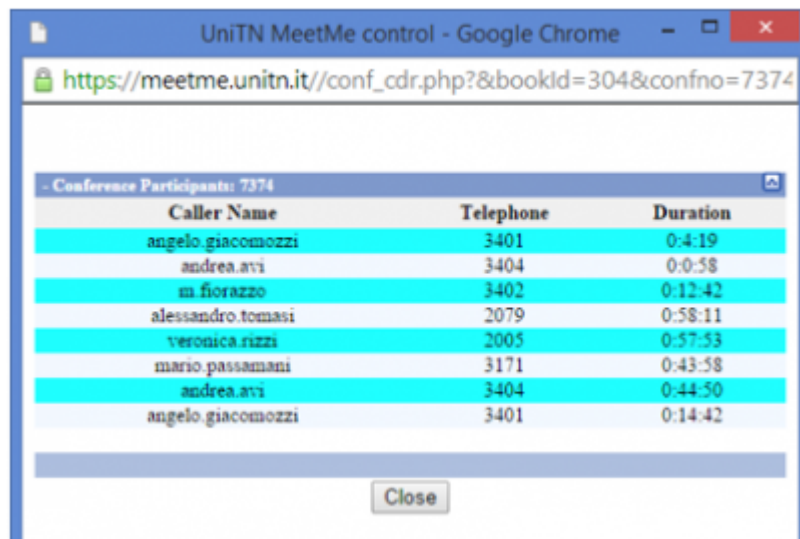 UniTN MeetMe control - Google Chrome
https://meetme.unitn.it//conf_cdr.php?&bookId=304&confno=7374
- Conference Participants: 7374
Caller Name Telephone Duration
angelo.giacomozzi 3401 0:4:19
andrea.avi 3404 0:0:58
m.fiorazzo 3402 0:12:42
alessandro.tomasi 2079 0:58:11
veronica.rizzi 2005 0:57:53
mario.passamani 3171 0:43:58
andrea.avi 3404 0:44:50
angelo.giacomozzi 3401 0:14:42
Close